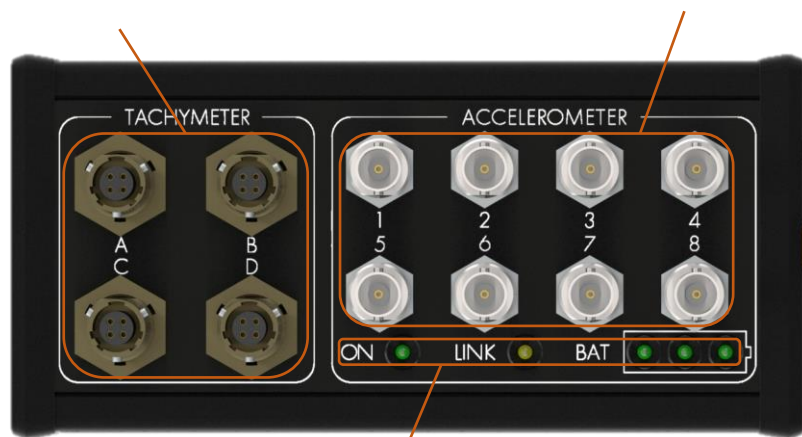 TACHYMETER
A B
C D
ACCELEROMETER
1 2 3 4
5 6 7 8
ON LINK BAT